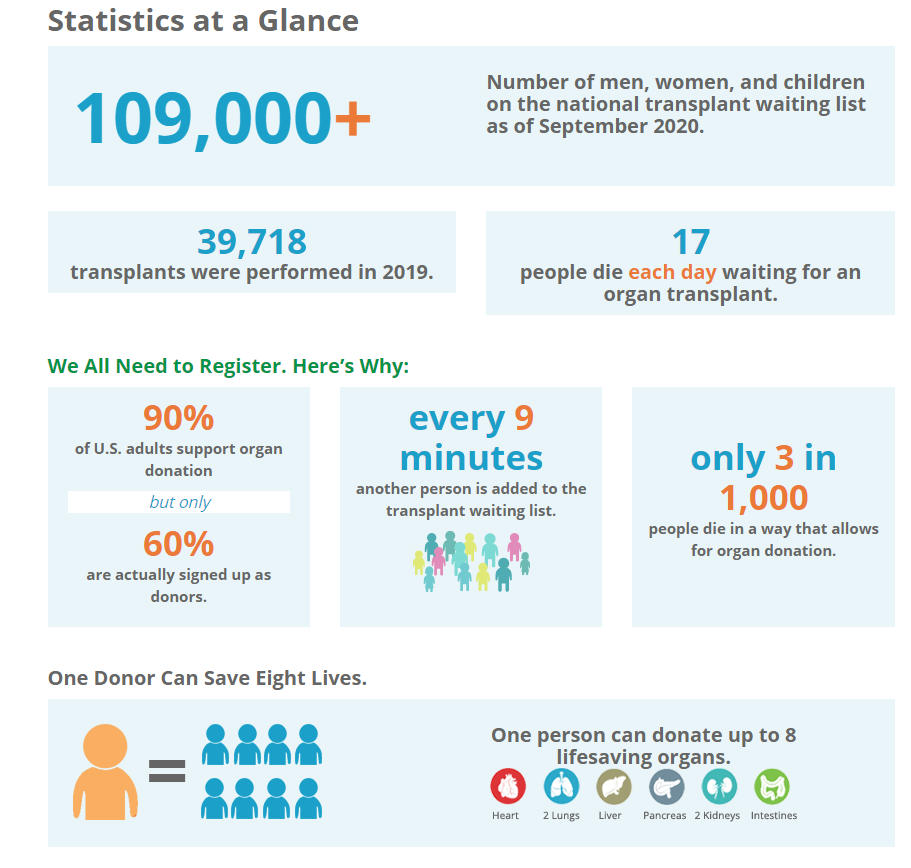 Statistics at a Glance
109,000+
Number of men, women, and children
on the national transplant waiting list
as of September 2020.
39,718
transplants were performed in 2019.
17
people die each day waiting for an
organ transplant.
We All Need to Register. Here’s Why:
90%
of U.S. adults support organ
donation
but only
60%
are actually signed up as
donors.
every 9
minutes
another person is added to the
transplant waiting list.
only 3 in
1,000
people die in a way that allows
for organ donation.
One Donor Can Save Eight Lives.
One person can donate up to 8
lifesaving organs.
Heart 2 Lungs Liver Pancreas 2 Kidneys Intestines